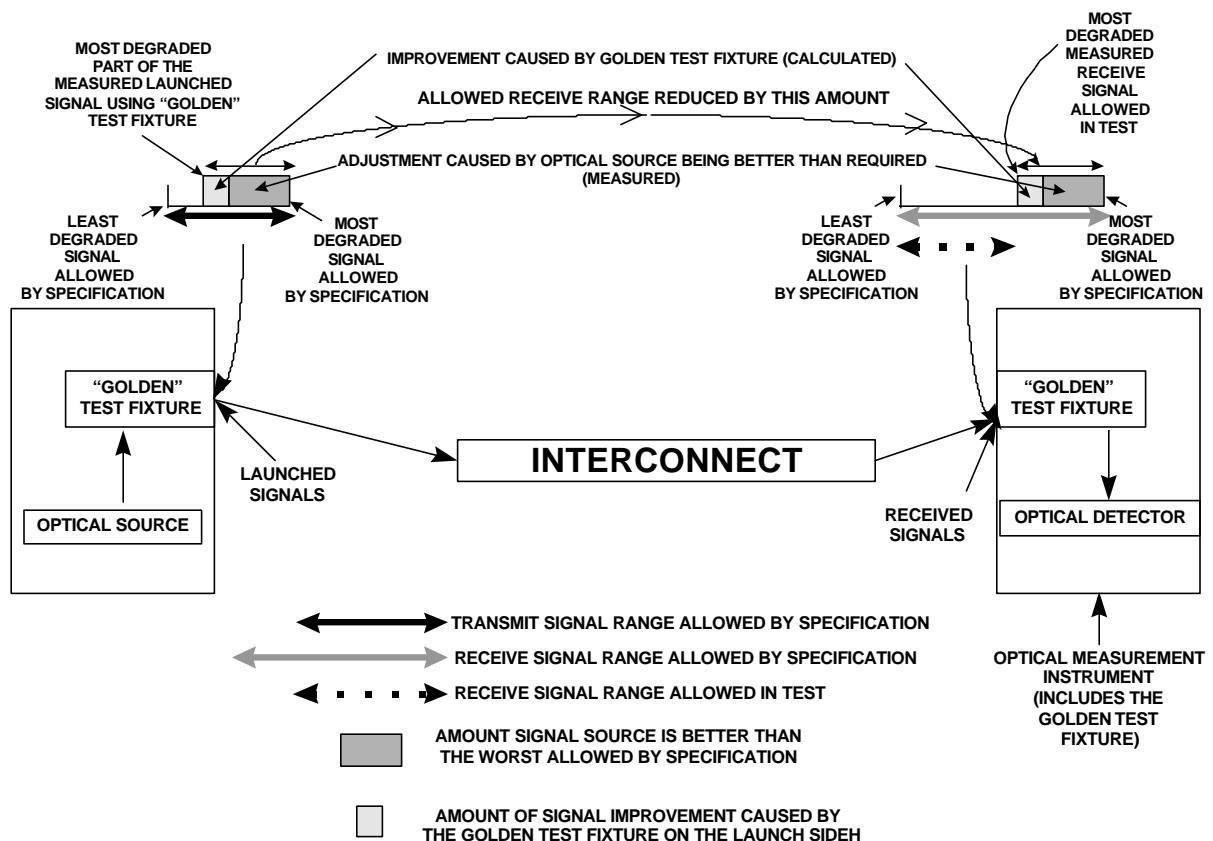 MOST DEGRADED
PART OF THE
MEASURED LAUNCHED
SIGNAL USING “GOLDEN”
TEST FIXTURE
IMPROVEMENT CAUSED BY GOLDEN TEST FIXTURE (CALCULATED)
ALLOWED RECEIVE RANGE REDUCED BY THIS AMOUNT
MOST
DEGRADED
MEASURED
RECEIVE
SIGNAL
ALLOWED
IN TEST
ADJUSTMENT CAUSED BY OPTICAL SOURCE BEING BETTER THAN REQUIRED
(MEASURED)
LEAST
DEGRADED
SIGNAL
ALLOWED
BY SPECIFICATION
MOST
DEGRADED
SIGNAL
ALLOWED
BY SPECIFICATION
LEAST
DEGRADED
SIGNAL
ALLOWED
BY SPECIFICATION
MOST
DEGRADED
SIGNAL
ALLOWED
BY SPECIFICATION
“GOLDEN”
TEST FIXTURE
OPTICAL SOURCE
LAUNCHED
SIGNALS
INTERCONNECT
RECEIVED
SIGNALS
“GOLDEN”
TEST FIXTURE
OPTICAL DETECTOR
TRANSMIT SIGNAL RANGE ALLOWED BY SPECIFICATION
RECEIVE SIGNAL RANGE ALLOWED BY SPECIFICATION
RECEIVE SIGNAL RANGE ALLOWED IN TEST
AMOUNT SIGNAL SOURCE IS BETTER THAN
THE WORST ALLOWED BY SPECIFICATION
AMOUNT OF SIGNAL IMPROVEMENT CAUSED BY
THE GOLDEN TEST FIXTURE ON THE LAUNCH SIDEH
OPTICAL MEASUREMENT
INSTRUMENT
(INCLUDES THE
GOLDEN TEST
FIXTURE)